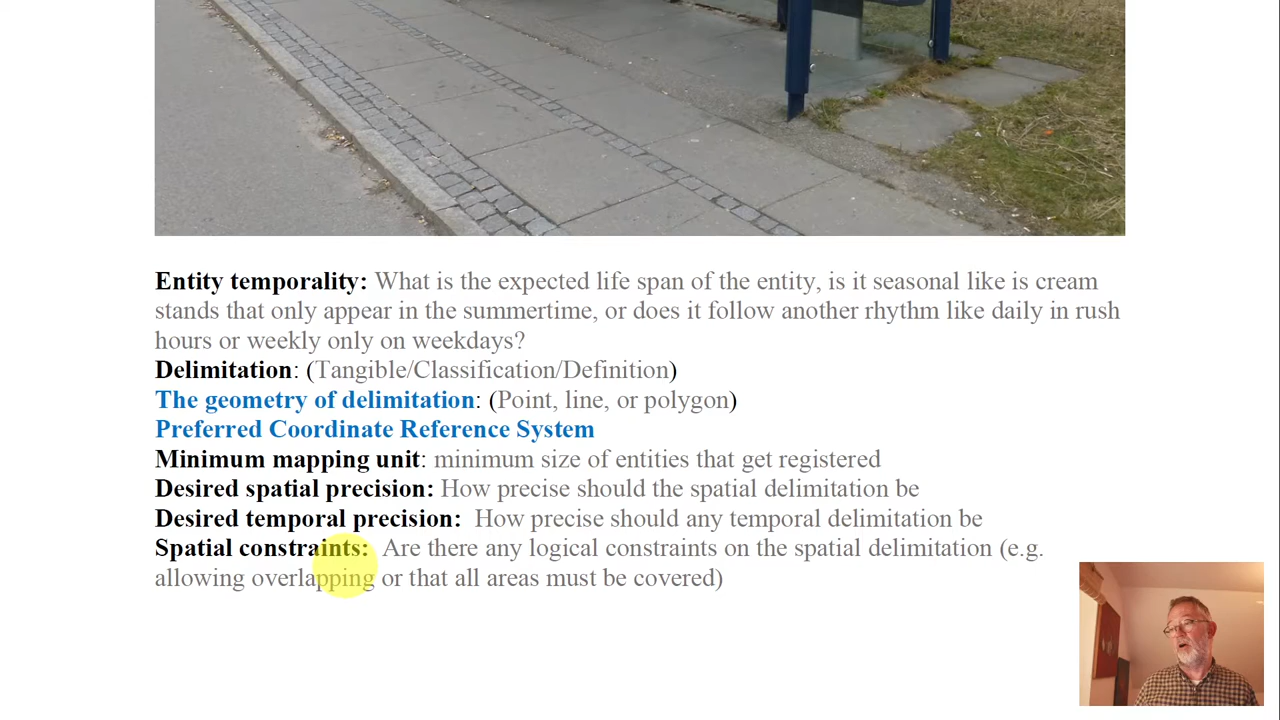 Entity temporality: What is the expected life span of the entity, is it seasonal like is cream
stands that only appear in the summertime, or does it follow another rhythm like daily in rush
hours or weekly only on weekdays?
Delimitation: (Tangible/Classification/Definition)
The geometry of delimitation: (Point, line, or polygon)
Preferred Coordinate Reference System
Minimum mapping unit: minimum size of entities that get registered
Desired spatial precision: How precise should the spatial delimitation be
Desired temporal precision: How precise should any temporal delimitation be
Spatial constraints: Are there any logical constraints on the spatial delimitation (e.g.
allowing overlapping or that all areas must be covered)